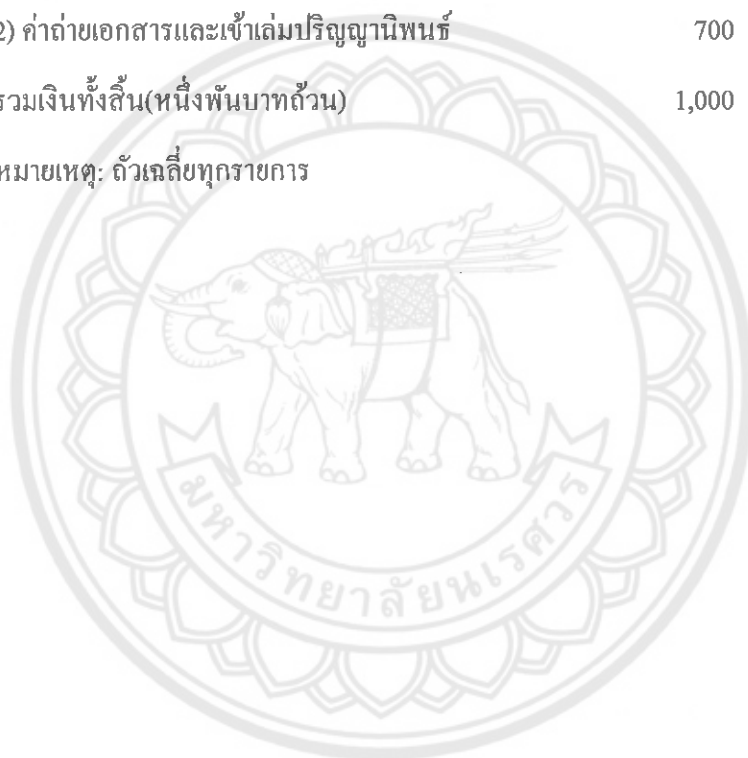 2) ค่าถ่ายเอกสารและเข้าเล่มปริญญานิพนธ์ 700
รวมเงินทั้งสิ้น(หนึ่งพันบาทถ้วน) 1,000
หมายเหตุ: ถัวเฉลี่ยทุกรายการ
มหาวิทยาลัยนเรศวร